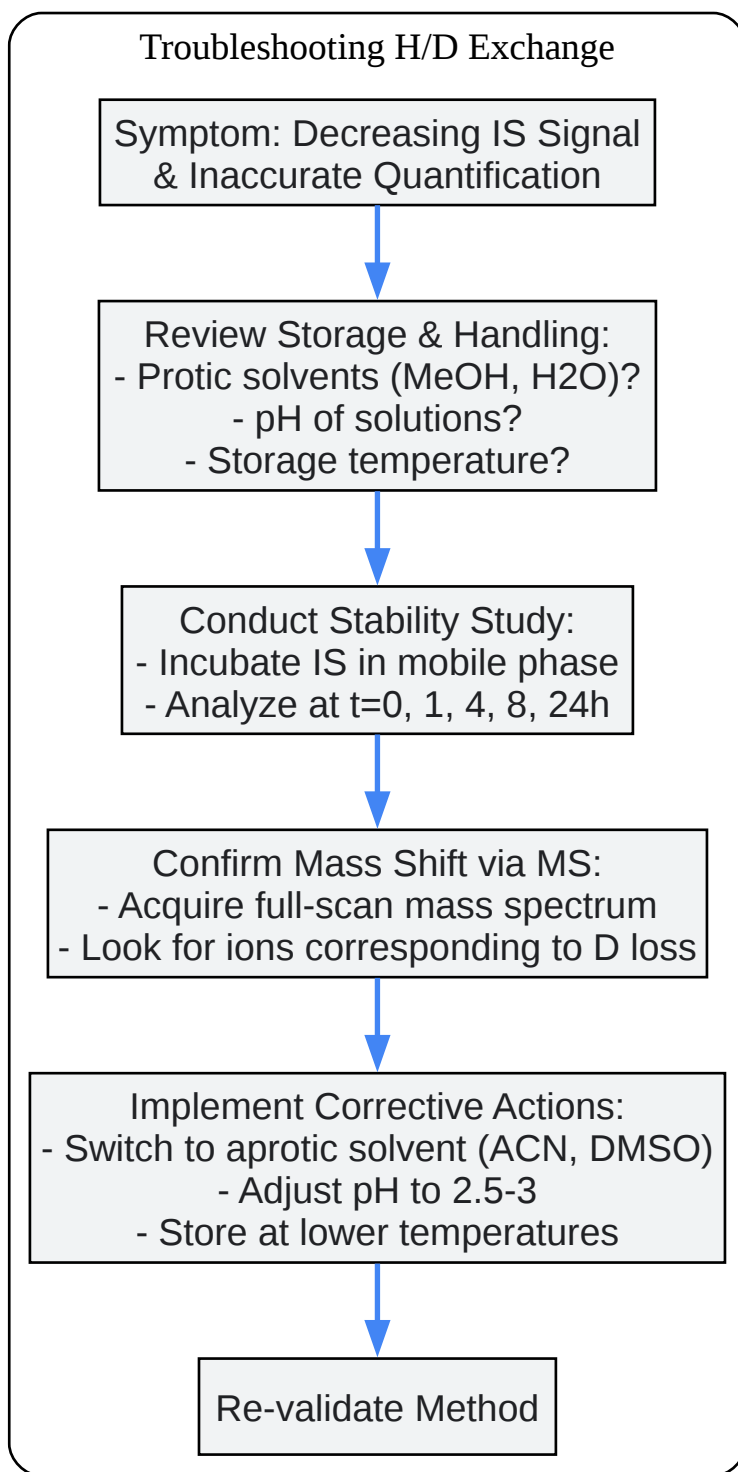 Troubleshooting H/D Exchange
Symptom: Decreasing IS Signal
& Inaccurate Quantification
Review Storage & Handling:
- Protic solvents (MeOH, H2O)?
- pH of solutions?
- Storage temperature?
Conduct Stability Study:
- Incubate IS in mobile phase
- Analyze at t=0, 1, 4, 8, 24h
Confirm Mass Shift via MS:
- Acquire full-scan mass spectrum
- Look for ions corresponding to D loss
Implement Corrective Actions:
- Switch to aprotic solvent (ACN, DMSO)
- Adjust pH to 2.5-3
- Store at lower temperatures
Re-validate Method